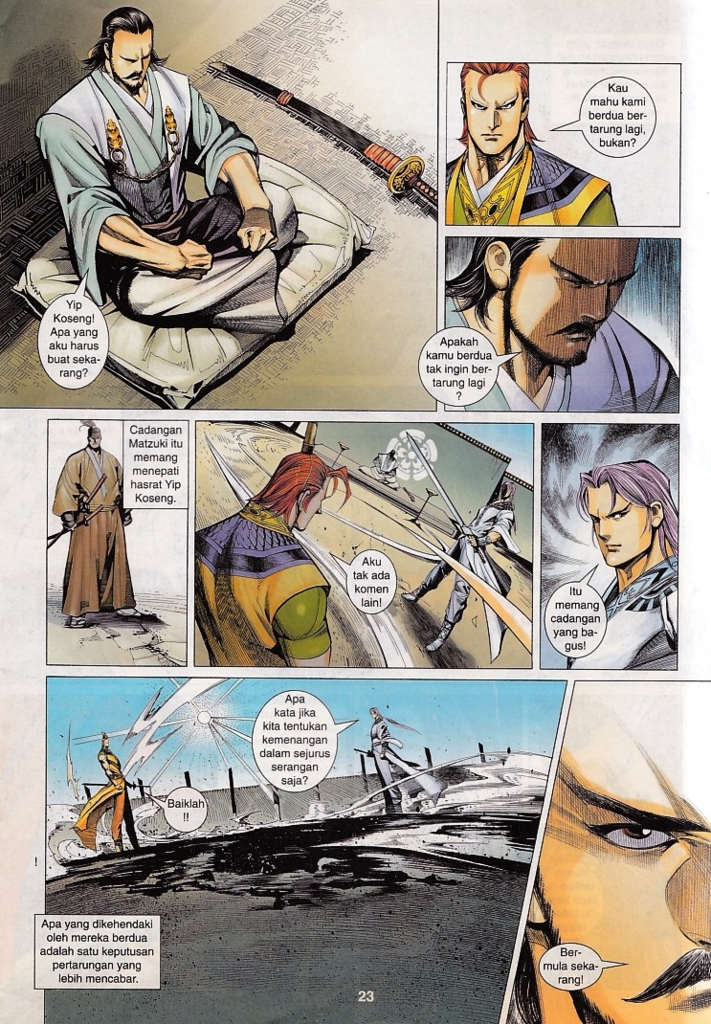 Yip
Koseng!
Apa yang
aku harus
buat seka-
rang?
Kau
mahu kami
berdua ber-
tarung lagi,
bukan?
Apakah
kamu berdua
tak ingin ber-
tarung lagi
?
Cadangan
Matzuki itu
memang
menepati
hasrat Yip
Koseng.
Aku
tak ada
komen
lain!
Itu
memang
cadangan
yang ba-
gus!
Apa
kata jika
kita tentukan
kemenangan
dalam sejurus
serangan
saja?
Baiklah
!!
!
Apa yang dikehendaki
oleh mereka berdua
adalah satu keputusan
pertarungan yang
lebih mencabar.
Ber-
mula seka-
rang!
23